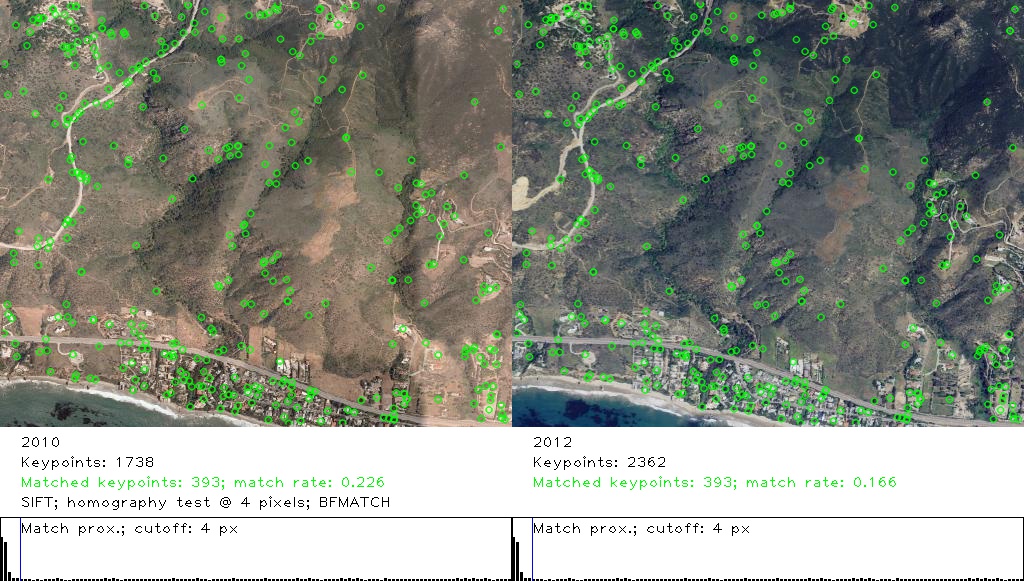 2010
Keypoints: 1738
Matched keypoints: 393; match rate: 0.226
SIFT; homography test @ 4 pixels; BFMATCH
Match prox.; cutoff: 4 px
2012
Keypoints: 2362
Matched keypoints: 393; match rate: 0.166
Match prox.; cutoff: 4 px